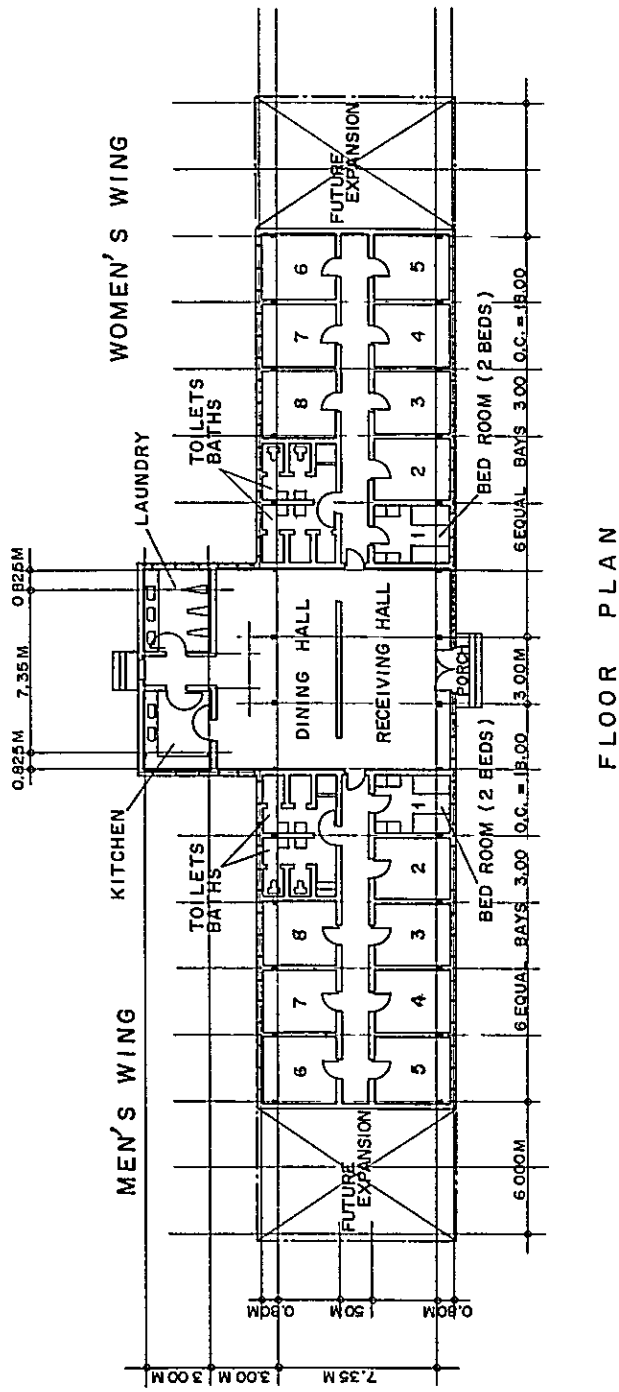 WOMEN'S WING
MEN'S WING
0.825M
7.35M
0.825M
LAUNDRY
KITCHEN
TOILETS
BATHS
TOILETS
BATHS
FUTURE
EXPANSION
6
7
8
8
7
6
FUTURE
EXPANSION
DINING HALL
RECEIVING HALL
5
4
3
2
1
1
2
3
4
5
PORCH
BED ROOM (2 BEDS)
BED ROOM (2 BEDS)
6.000M
6 EQUAL BAYS 3.00 O.C. = 18.00
3.00M
6 EQUAL BAYS 3.00 O.C. = 18.00
3.00M
3.00M
7.35M
0.80M
1.50M
0.80M
FLOOR PLAN